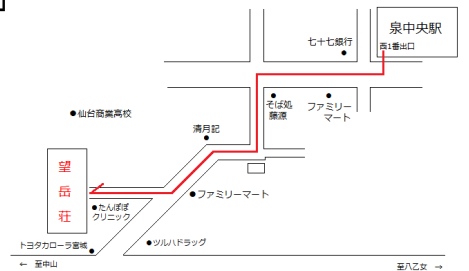 泉中央駅
西1番出口
七十七銀行
そば処
藤源
ファミリー
マート
●仙台商業高校
清月記
望
岳
荘
●たんぽぽ
クリニック
●ファミリーマート
トヨタカローラ宮城
●ツルハドラッグ
← 至中山
至八乙女 →